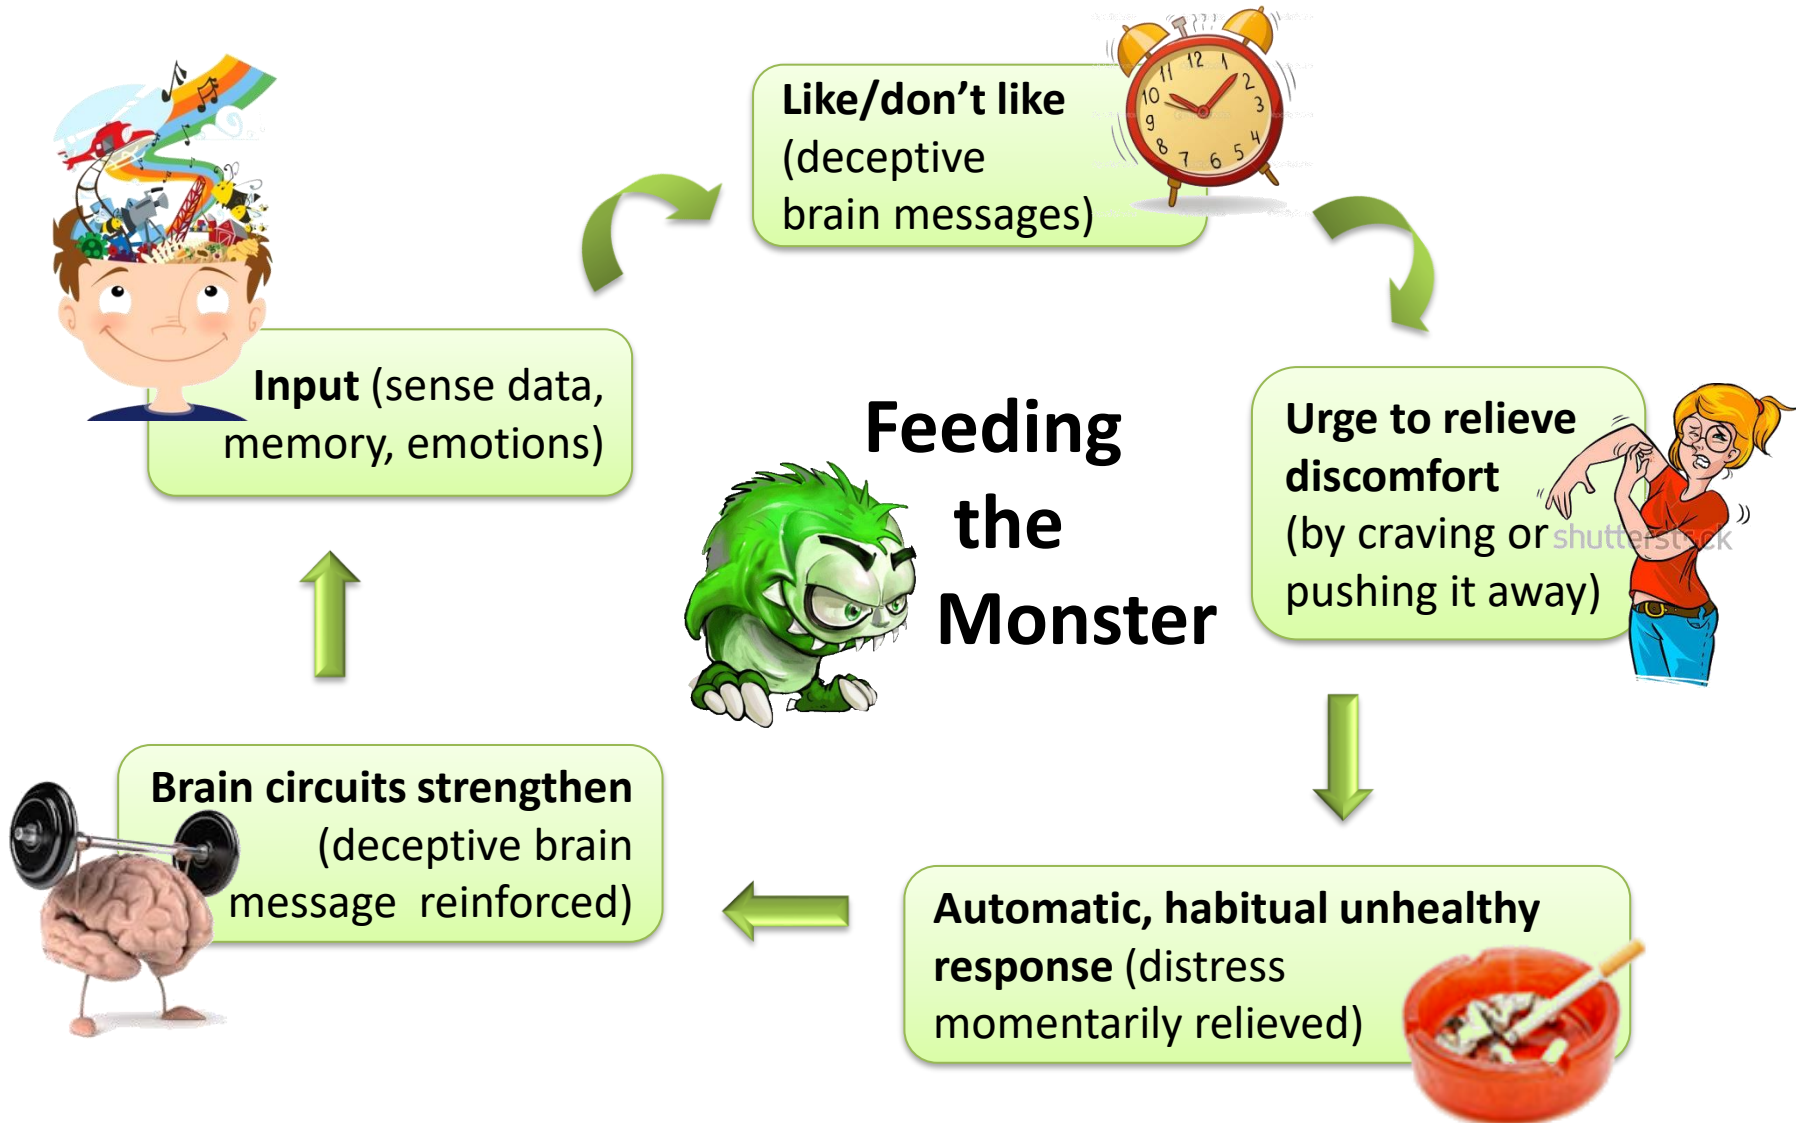 Like/don’t like
(deceptive
brain messages)
12
1
2
3
4
5
6
7
8
9
10
11
Input (sense data,
memory, emotions)
Feeding
the
Monster
Urge to relieve
discomfort
(by craving or
pushing it away)
shutterstock
Brain circuits strengthen
(deceptive brain
message reinforced)
Automatic, habitual unhealthy
response (distress
momentarily relieved)